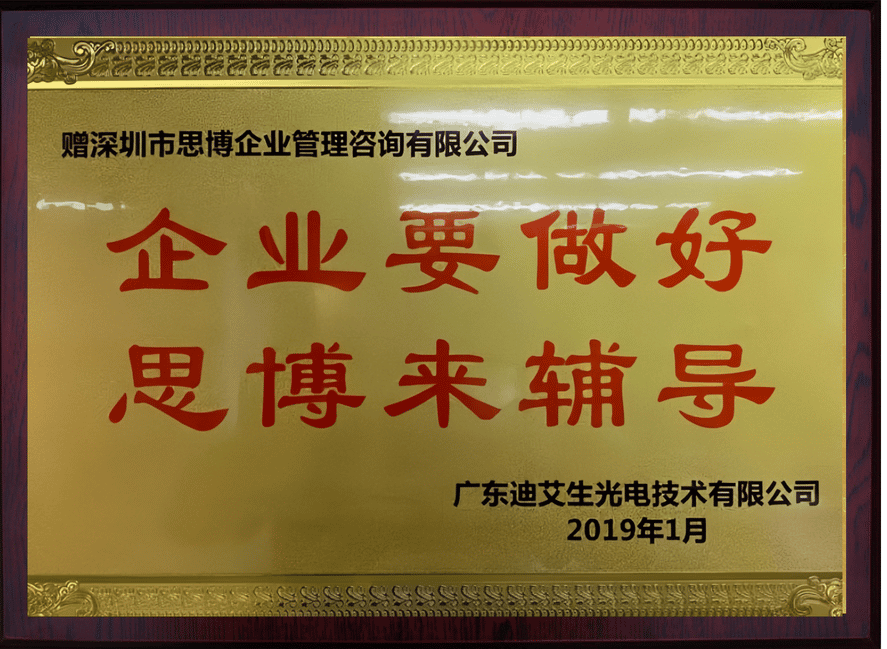 赠深圳市思博企业管理咨询有限公司
企业要做好
思博来辅导
广东迪艾生光电技术有限公司
2019年1月